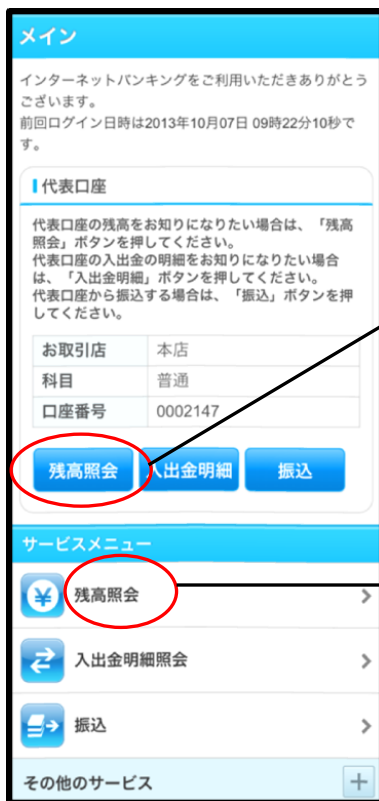 メイン
インターネットバンキングをご利用いただきありがとう
ございます。
前回ログイン日時は2013年10月07日 09時22分10秒で
す。
代表口座
代表口座の残高をお知りになりたい場合は、「残高
照会」ボタンを押してください。
代表口座の入出金の明細をお知りになりたい場合
は、「入出金明細」ボタンを押してください。
代表口座から振込する場合は、「振込」ボタンを押
してください。
お取引店 本店
科目 普通
口座番号 0002147
残高照会 入出金明細 振込
サービスメニュー
残高照会
入出金明細照会
振込
その他のサービス